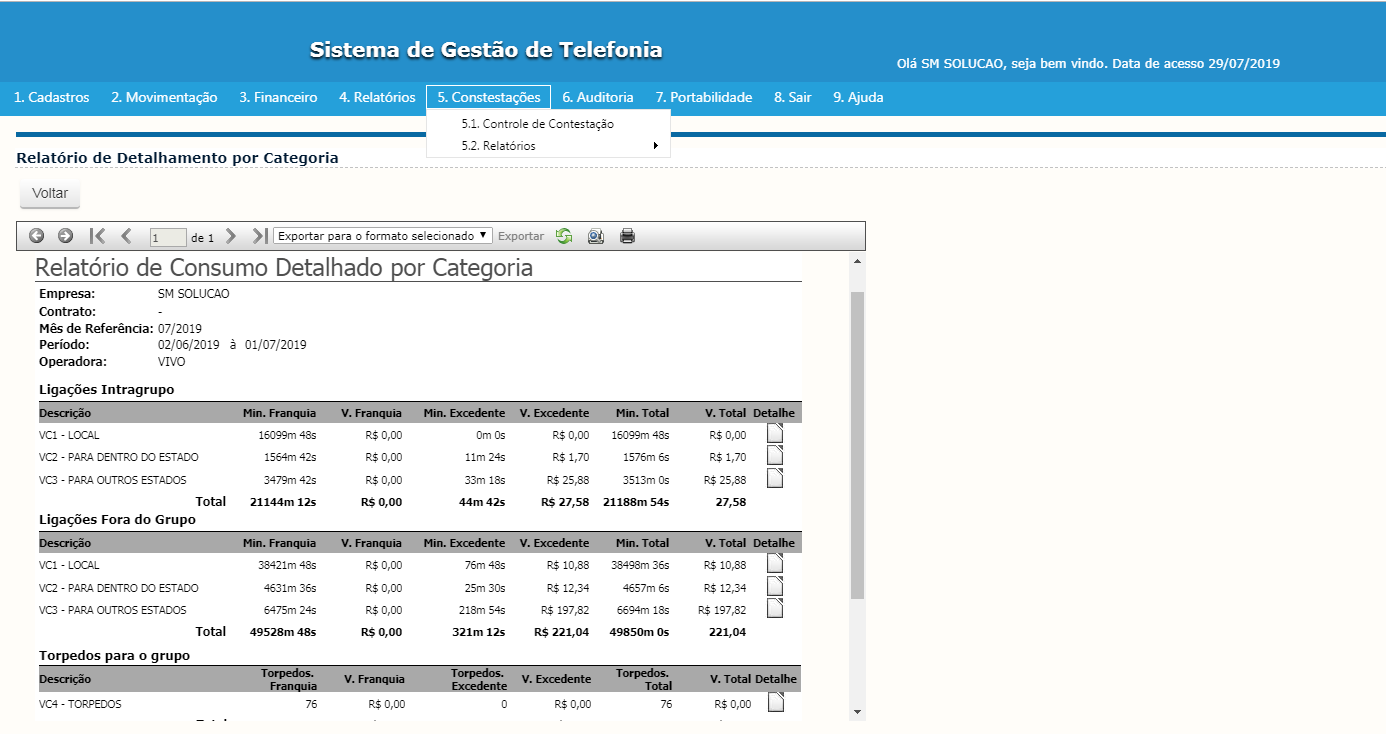 Sistema de Gestão de Telefonia
Olá SM SOLUCAO, seja bem vindo. Data de acesso 29/07/2019
1. Cadastros 2. Movimentação 3. Financeiro 4. Relatórios 5. Constestações 6. Auditoria 7. Portabilidade 8. Sair 9. Ajuda
5.1. Controle de Contestação
5.2. Relatórios
Relatório de Detalhamento por Categoria
Voltar
1 de 1 Exportar para o formato selecionado Exportar
Relatório de Consumo Detalhado por Categoria
Empresa: SM SOLUCAO
Contrato: -
Mês de Referência: 07/2019
Período: 02/06/2019 à 01/07/2019
Operadora: VIVO
Ligações Intragrupo
Descrição Min. Franquia V. Franquia Min. Excedente V. Excedente Min. Total V. Total Detalhe
VC1 - LOCAL 16099m 48s R$ 0,00 0m 0s R$ 0,00 16099m 48s R$ 0,00
VC2 - PARA DENTRO DO ESTADO 1564m 42s R$ 0,00 11m 24s R$ 1,70 1576m 6s R$ 1,70
VC3 - PARA OUTROS ESTADOS 3479m 42s R$ 0,00 33m 18s R$ 25,88 3513m 0s R$ 25,88
Total 21144m 12s R$ 0,00 44m 42s R$ 27,58 21188m 54s 27,58
Ligações Fora do Grupo
Descrição Min. Franquia V. Franquia Min. Excedente V. Excedente Min. Total V. Total Detalhe
VC1 - LOCAL 38421m 48s R$ 0,00 76m 48s R$ 10,88 38498m 36s R$ 10,88
VC2 - PARA DENTRO DO ESTADO 4631m 36s R$ 0,00 25m 30s R$ 12,34 4657m 6s R$ 12,34
VC3 - PARA OUTROS ESTADOS 6475m 24s R$ 0,00 218m 54s R$ 197,82 6694m 18s R$ 197,82
Total 49528m 48s R$ 0,00 321m 12s R$ 221,04 49850m 0s 221,04
Torpedos para o grupo
Descrição Torpedos. Franquia V. Franquia Torpedos. Excedente V. Excedente Torpedos. Total V. Total Detalhe
VC4 - TORPEDOS 76 R$ 0,00 0 R$ 0,00 76 R$ 0,00